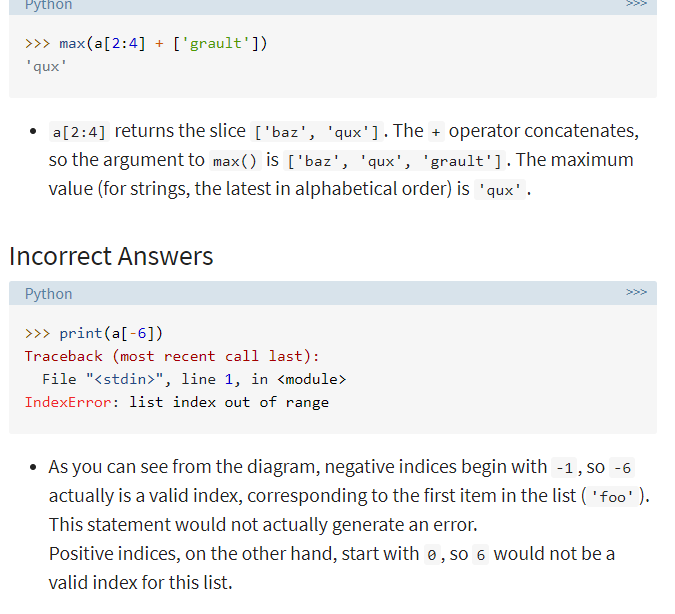 Python >>>
>>> max(a[2:4] + ['grault'])
'qux'
• a[2:4] returns the slice ['baz', 'qux']. The + operator concatenates,
so the argument to max() is ['baz', 'qux', 'grault']. The maximum
value (for strings, the latest in alphabetical order) is 'qux'.
Incorrect Answers
Python >>>
>>> print(a[-6])
Traceback (most recent call last):
  File "<stdin>", line 1, in <module>
IndexError: list index out of range
• As you can see from the diagram, negative indices begin with -1, so -6
actually is a valid index, corresponding to the first item in the list ('foo').
This statement would not actually generate an error.
Positive indices, on the other hand, start with 0, so 6 would not be a
valid index for this list.